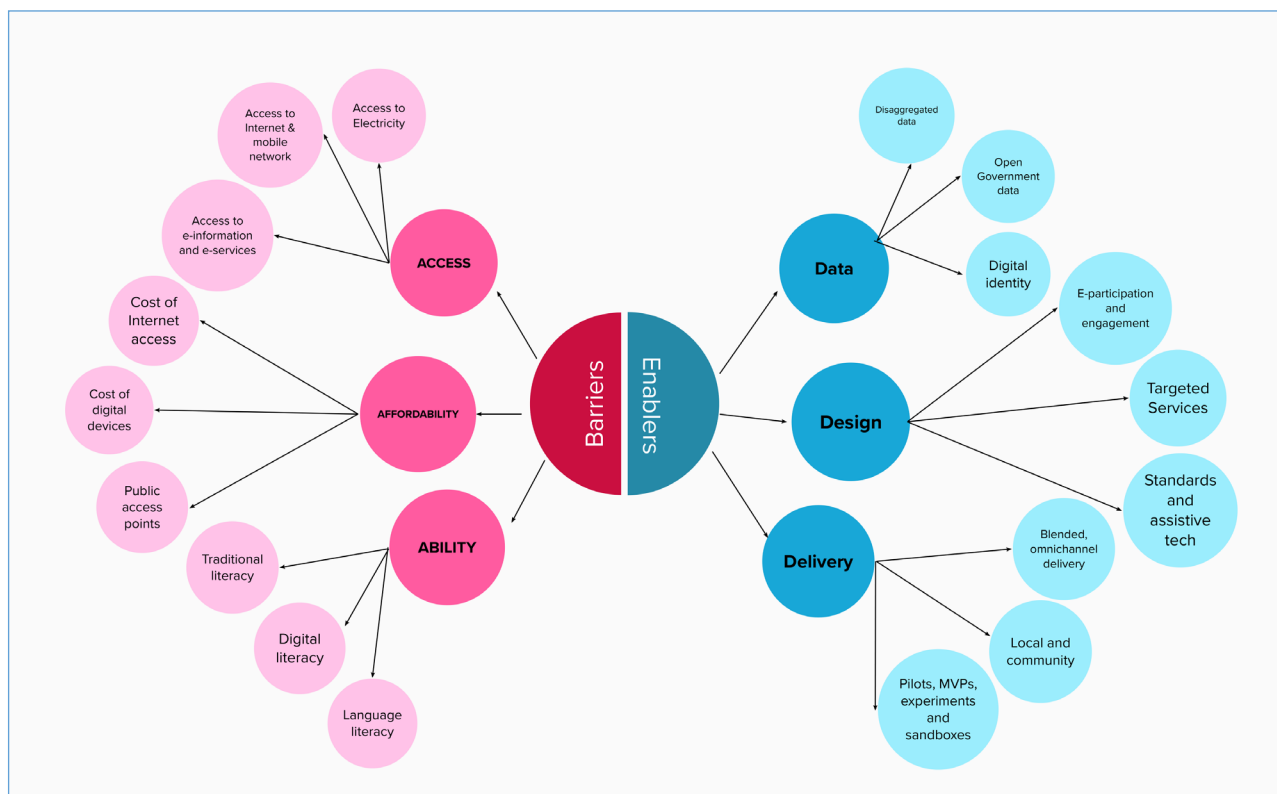 Access to
Internet &
mobile
network
Access to
Electricity
Access to
e-information
and e-services
ACCESS
Cost of
Internet
access
Cost of
digital
devices
AFFORDABILITY
Public
access
points
Traditional
literacy
ABILITY
Digital
literacy
Language
literacy
Barriers
Enablers
Disaggregated
data
Open
Government
data
Data
Digital
identity
E-participation
and
engagement
Design
Targeted
Services
Standards
and
assistive
tech
Delivery
Blended,
omnichannel
delivery
Local and
community
Pilots, MVPs,
experiments
and
sandboxes